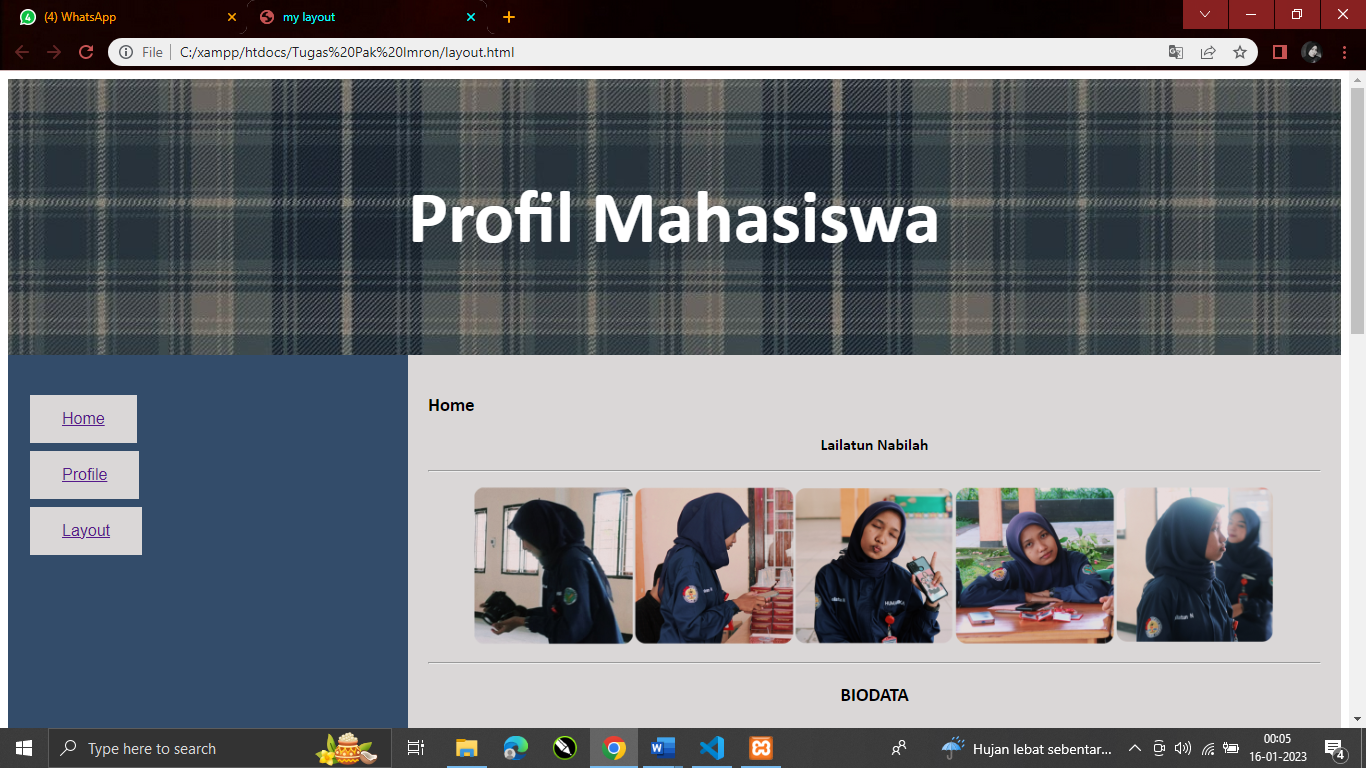 (4) WhatsApp
my layout
File
C:/xampp/htdocs/Tugas%20Pak%20Imron/layout.html
Profil Mahasiswa
Home
Profile
Layout
Home
Lailatun Nabilah
BIODATA
Type here to search
Hujan lebat sebentar...
00:05
16-01-2023
4